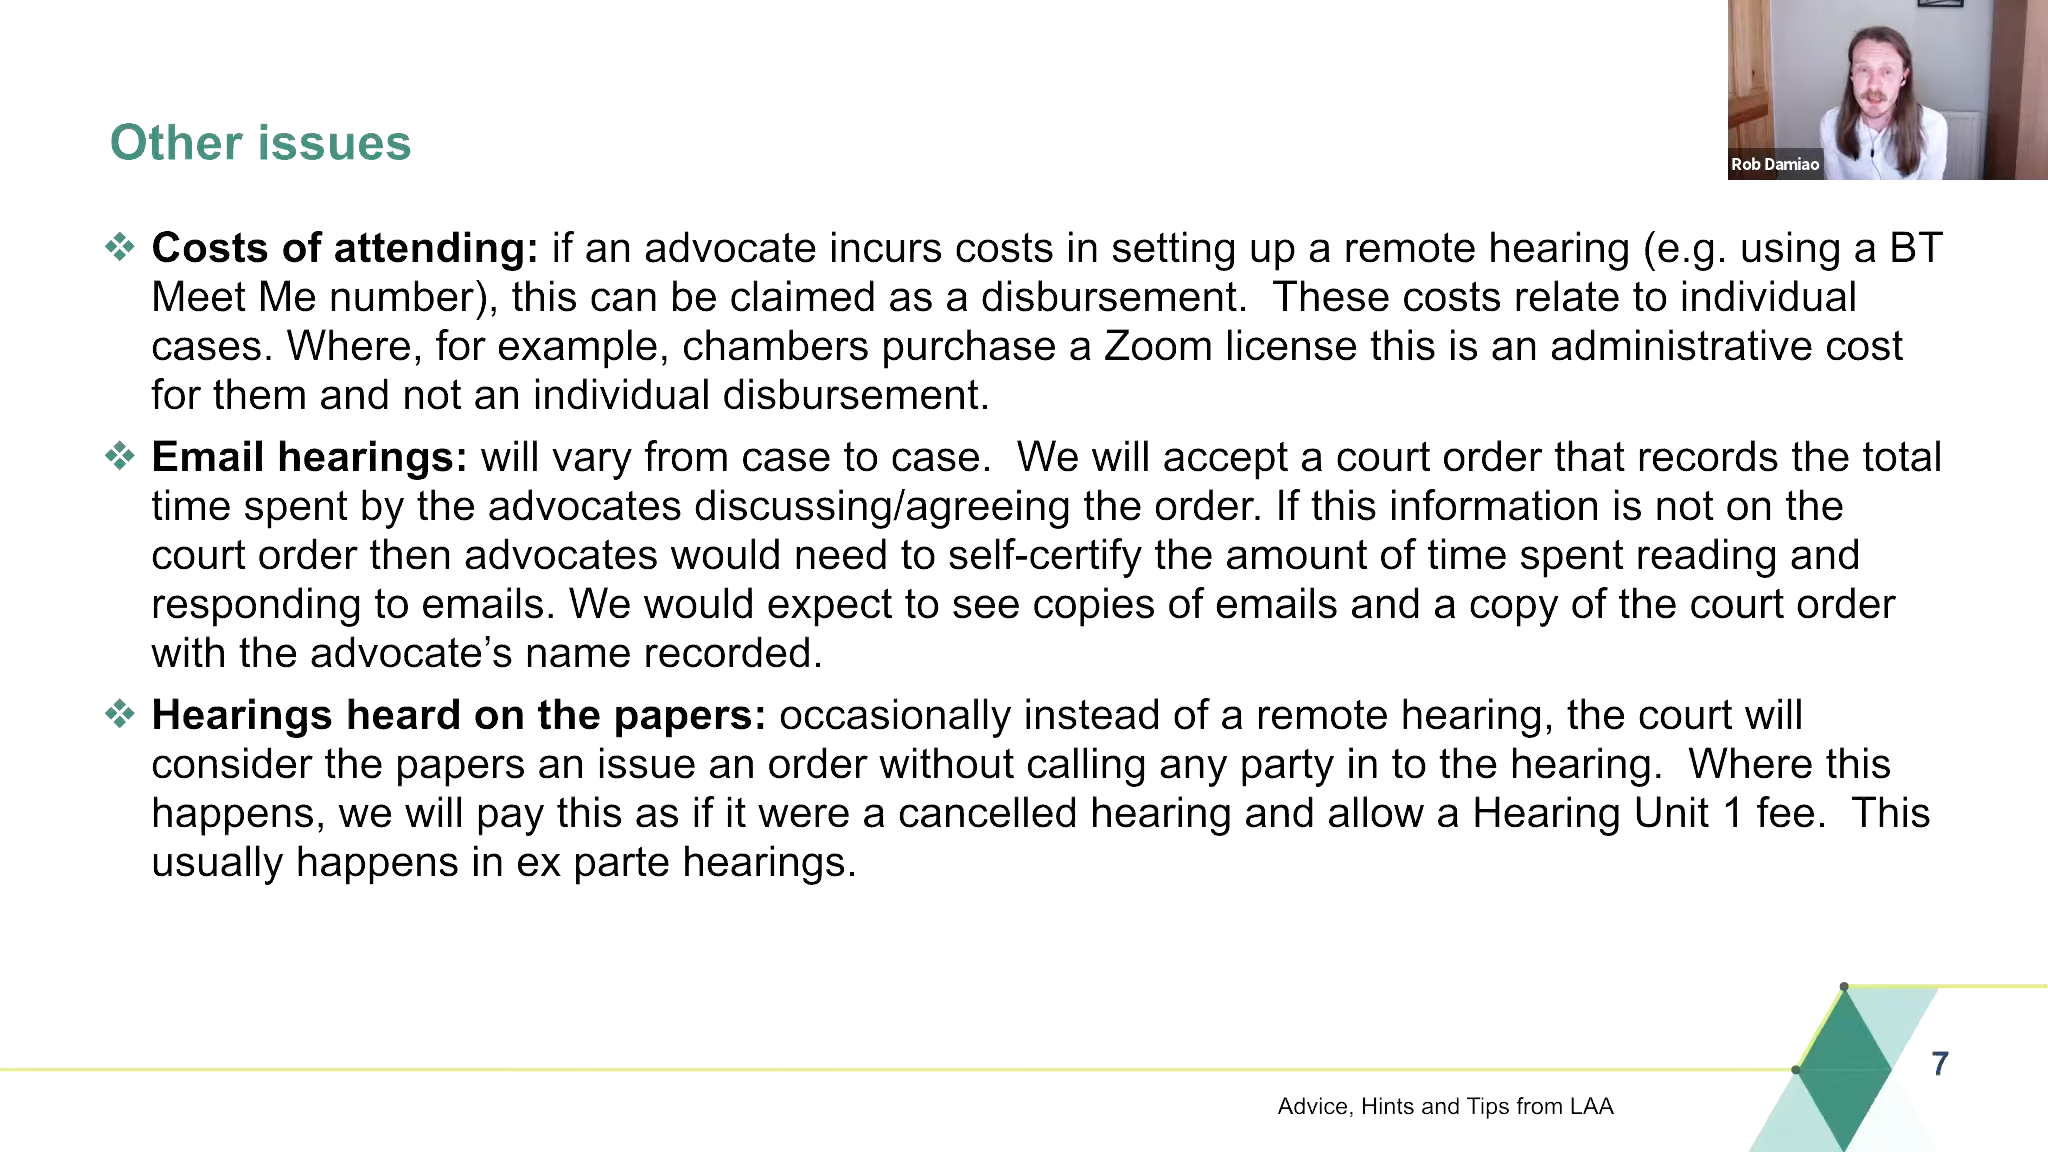 Other issues
Rob Damiao
Costs of attending: if an advocate incurs costs in setting up a remote hearing (e.g. using a BT
Meet Me number), this can be claimed as a disbursement.  These costs relate to individual
cases. Where, for example, chambers purchase a Zoom license this is an administrative cost
for them and not an individual disbursement.
Email hearings: will vary from case to case.  We will accept a court order that records the total
time spent by the advocates discussing/agreeing the order. If this information is not on the
court order then advocates would need to self-certify the amount of time spent reading and
responding to emails. We would expect to see copies of emails and a copy of the court order
with the advocate’s name recorded.
Hearings heard on the papers: occasionally instead of a remote hearing, the court will
consider the papers an issue an order without calling any party in to the hearing.  Where this
happens, we will pay this as if it were a cancelled hearing and allow a Hearing Unit 1 fee.  This
usually happens in ex parte hearings.
7
Advice, Hints and Tips from LAA